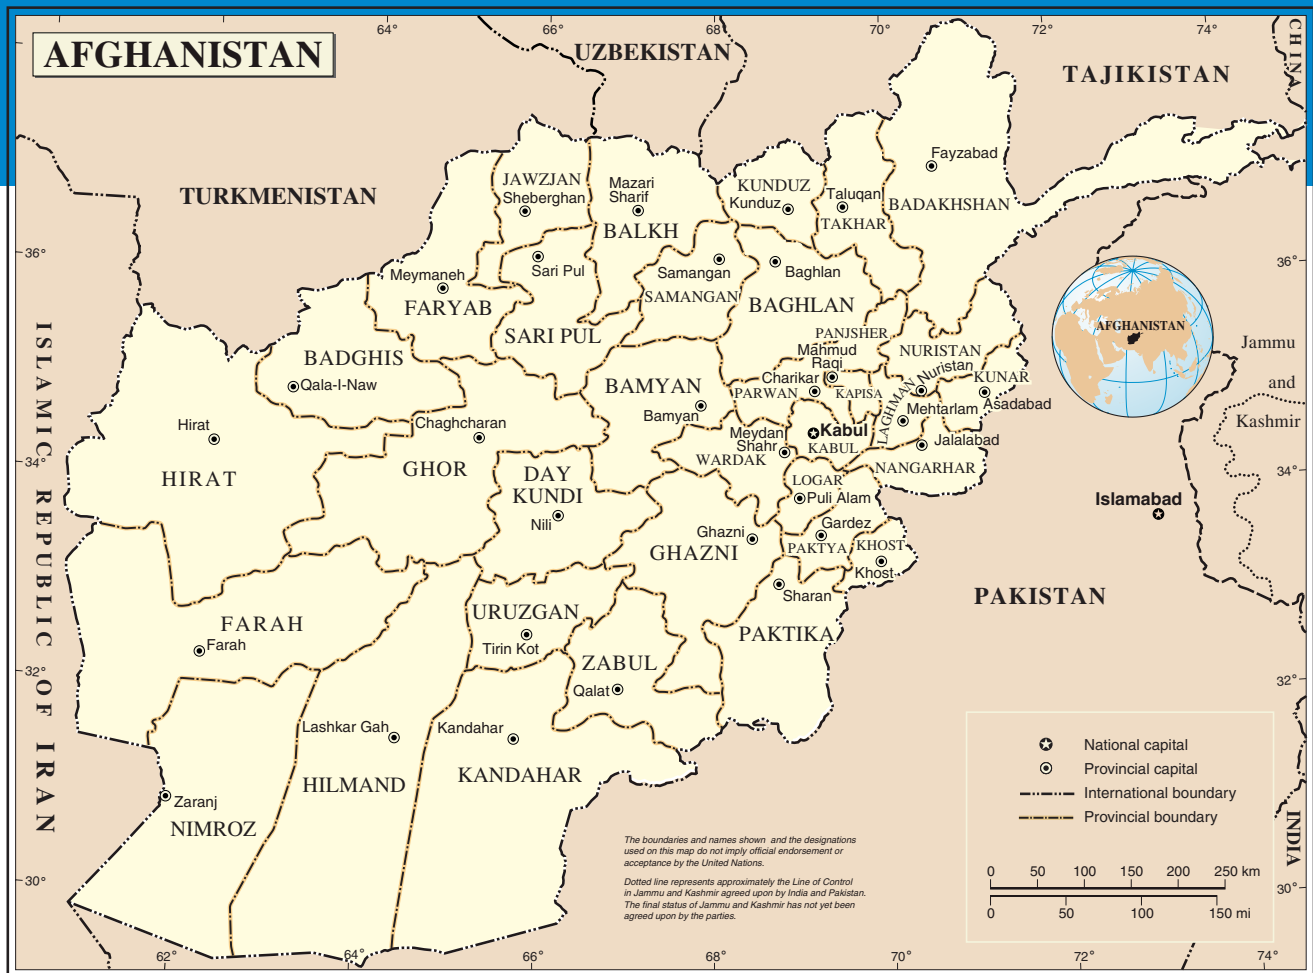 64°
66°
68°
70°
72°
74°
AFGHANISTAN
UZBEKISTAN
TAJIKISTAN
CHINA
TURKMENISTAN
JAWZJAN
Sheberghan
Mazari
Sharif
BALKH
KUNDUZ
Kunduz
Taluqan
TAKHAR
Fayzabad
BADAKHSHAN
36°
36°
Meymaneh
FARYAB
Sari Pul
SARI PUL
Samangan
SAMANGAN
Baghlan
BAGHLAN
PANJSHER
AFGHANISTAN
BADGHIS
Qala-I-Naw
BAMYAN
Bamyan
Mahmud
Raqi
Charikar
PARWAN
KAPISA
NURISTAN
Nuristan
LAGHMAN
KUNAR
Asadabad
Mehtarlam
Jammu
and
Kashmir
Hirat
HIRAT
Chaghcharan
GHOR
DAY
KUNDI
Nili
Meydan
Shahr
WARDAK
Kabul
KABUL
Jalalabad
NANGARHAR
34°
34°
LOGAR
Puli Alam
Islamabad
Ghazni
GHAZNI
Gardez
PAKTYA
KHOST
Khost
ISLAMIC REPUBLIC OF IRAN
FARAH
Farah
URUZGAN
Tirin Kot
Sharan
PAKTIKA
PAKISTAN
ZABUL
Qalat
32°
32°
Lashkar Gah
HILMAND
Kandahar
KANDAHAR
Zaranj
NIMROZ
National capital
Provincial capital
International boundary
Provincial boundary
INDIA
0 50 100 150 200 250 km
0 50 100 150 mi
The boundaries and names shown and the designations
used on this map do not imply official endorsement or
acceptance by the United Nations.
Dotted line represents approximately the Line of Control
in Jammu and Kashmir agreed upon by India and Pakistan.
The final status of Jammu and Kashmir has not yet been
agreed upon by the parties.
30°
30°
62°
64°
66°
68°
70°
72°
74°